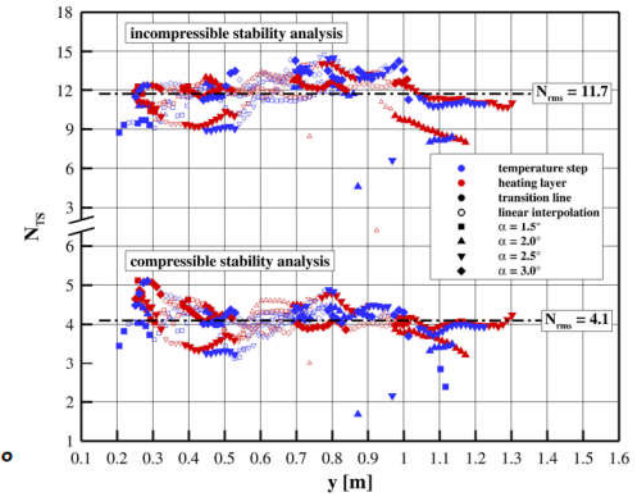 incompressible stability analysis
N_rms = 11.7
temperature step
heating layer
transition line
linear interpolation
α = 1.5°
α = 2.0°
α = 2.5°
α = 3.0°
compressible stability analysis
N_rms = 4.1
N_TS
18
15
12
9
6
3
6
5
4
3
2
1
0.1 0.2 0.3 0.4 0.5 0.6 0.7 0.8 0.9 1 1.1 1.2 1.3 1.4 1.5 1.6
y [m]